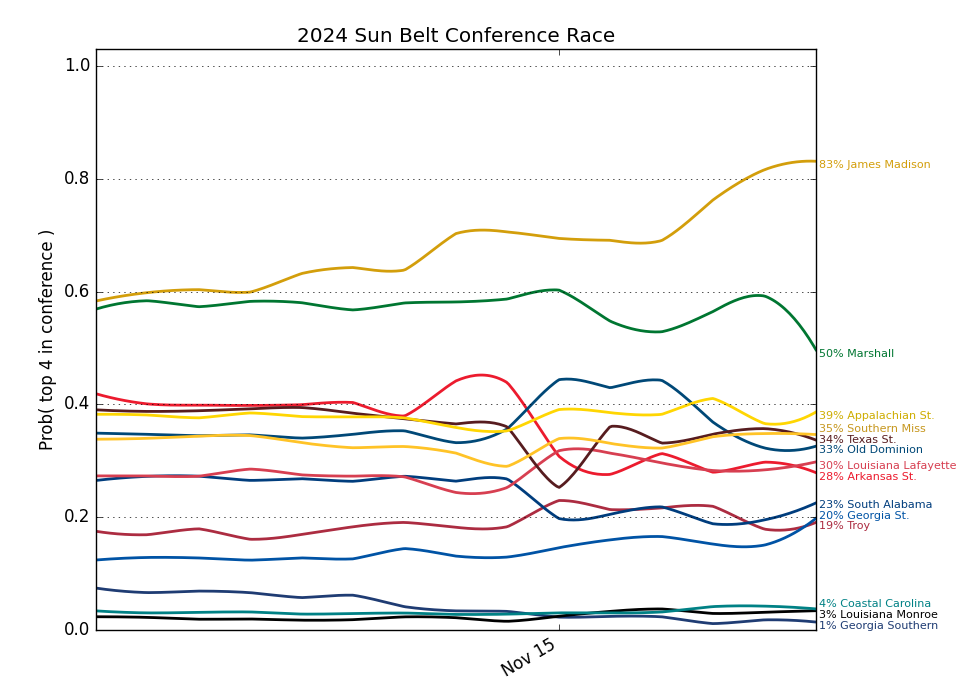 2024 Sun Belt Conference Race
Prob( top 4 in conference )
1.0
0.8
0.6
0.4
0.2
0.0
Nov 15
83% James Madison
50% Marshall
39% Appalachian St.
35% Southern Miss
34% Texas St.
33% Old Dominion
30% Louisiana Lafayette
28% Arkansas St.
23% South Alabama
20% Georgia St.
19% Troy
4% Coastal Carolina
3% Louisiana Monroe
1% Georgia Southern